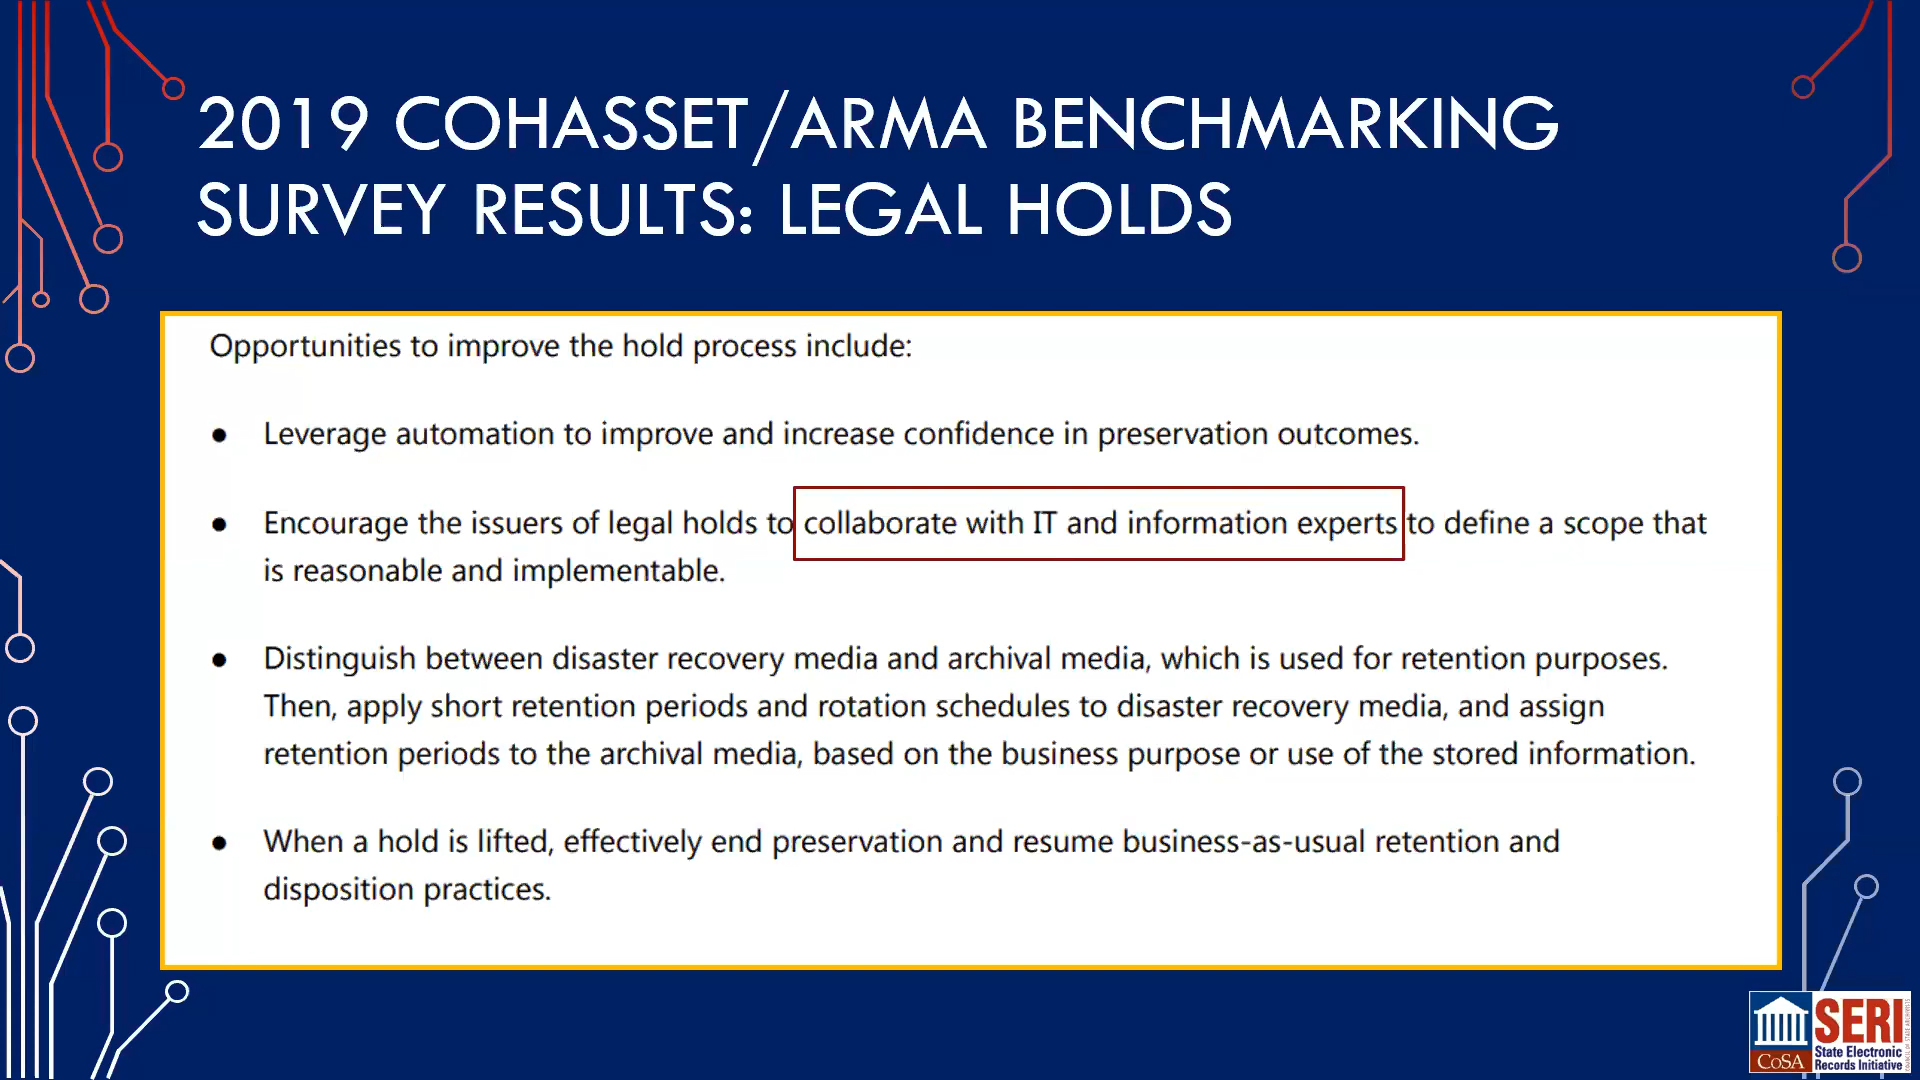 2019 COHASSET/ARMA BENCHMARKING
SURVEY RESULTS: LEGAL HOLDS
Opportunities to improve the hold process include:
● Leverage automation to improve and increase confidence in preservation outcomes.
● Encourage the issuers of legal holds to collaborate with IT and information experts to define a scope that
is reasonable and implementable.
● Distinguish between disaster recovery media and archival media, which is used for retention purposes.
Then, apply short retention periods and rotation schedules to disaster recovery media, and assign
retention periods to the archival media, based on the business purpose or use of the stored information.
● When a hold is lifted, effectively end preservation and resume business-as-usual retention and
disposition practices.
CoSA
SERI
State Electronic
Records Initiative